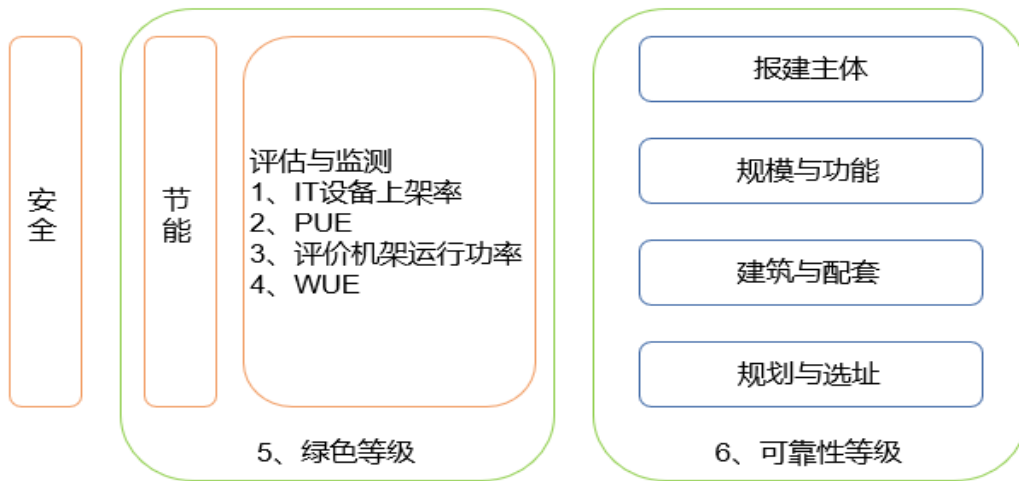 安
全
节
能
评估与监测
1、IT设备上架率
2、PUE
3、评价机架运行功率
4、WUE
5、绿色等级
报建主体
规模与功能
建筑与配套
规划与选址
6、可靠性等级